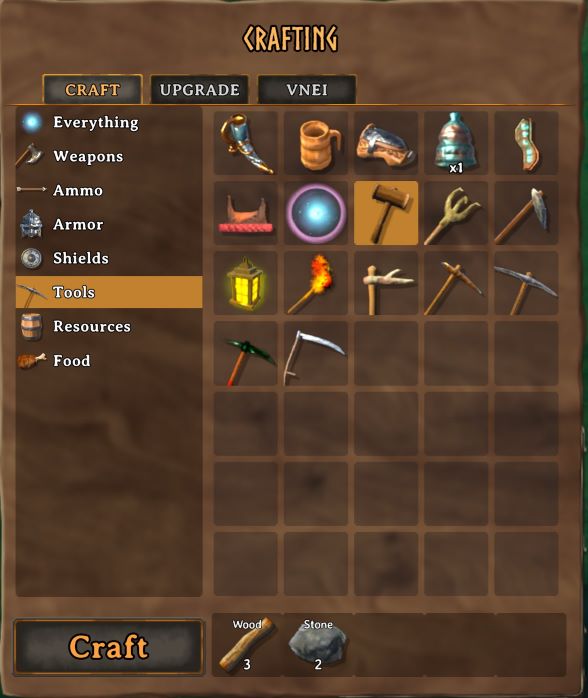 CRAFTING
CRAFT UPGRADE VNEI
Everything
Weapons
Ammo
Armor
Shields
Tools
Resources
Food
x1
Craft
Wood Stone
3 2